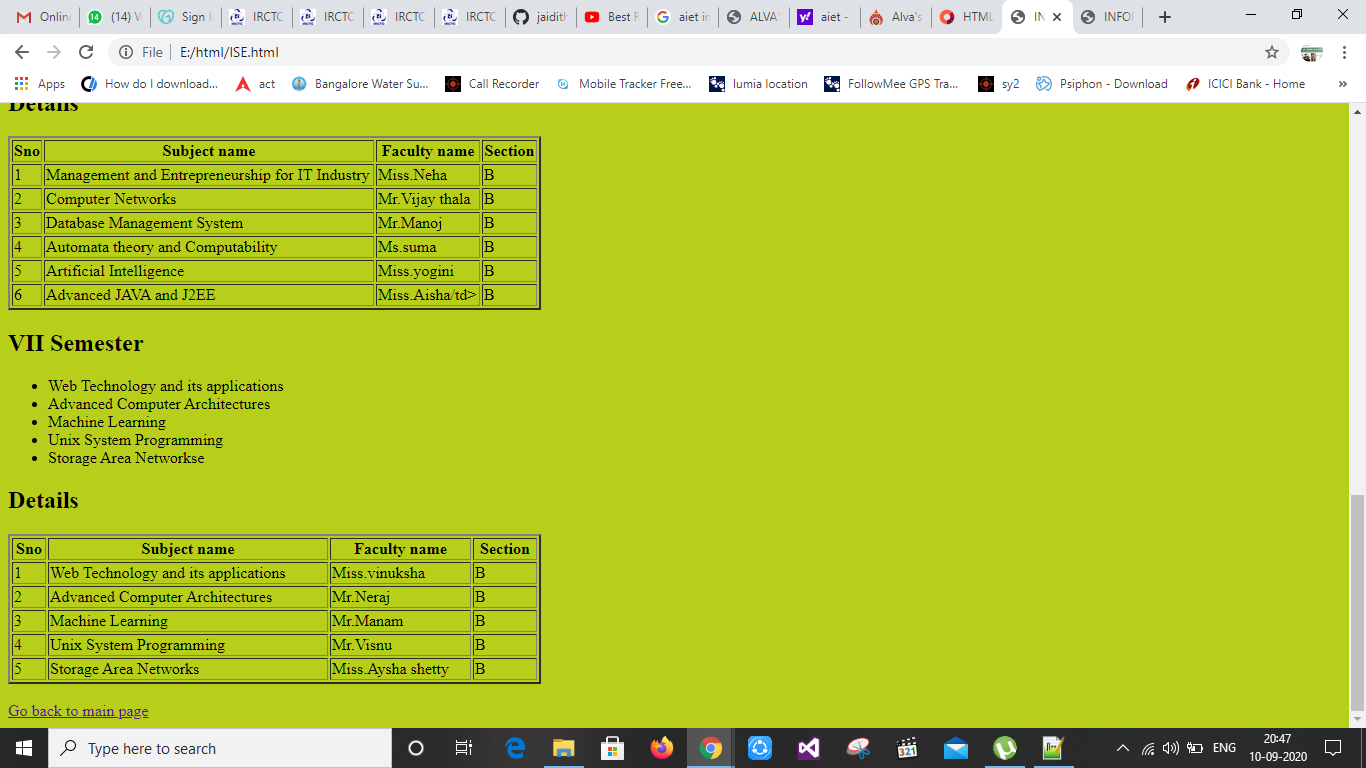 Onlin (14) W Sign I IRCTC IRCTC IRCTC IRCTC jaidith Best F aiet in ALVA' aiet - Alva's HTML IN INFOI
File E:/html/ISE.html
Apps How do I download... act Bangalore Water Su... Call Recorder Mobile Tracker Free... lumia location FollowMee GPS Tra... sy2 Psiphon - Download ICICI Bank - Home »
Details
Sno Subject name Faculty name Section
1 Management and Entrepreneurship for IT Industry Miss.Neha B
2 Computer Networks Mr.Vijay thala B
3 Database Management System Mr.Manoj B
4 Automata theory and Computability Ms.suma B
5 Artificial Intelligence Miss.yogini B
6 Advanced JAVA and J2EE Miss.Aisha/td> B
VII Semester
• Web Technology and its applications
• Advanced Computer Architectures
• Machine Learning
• Unix System Programming
• Storage Area Networkse
Details
Sno Subject name Faculty name Section
1 Web Technology and its applications Miss.vinuksha B
2 Advanced Computer Architectures Mr.Neraj B
3 Machine Learning Mr.Manam B
4 Unix System Programming Mr.Visnu B
5 Storage Area Networks Miss.Aysha shetty B
Go back to main page
Type here to search
ENG
20:47
10-09-2020